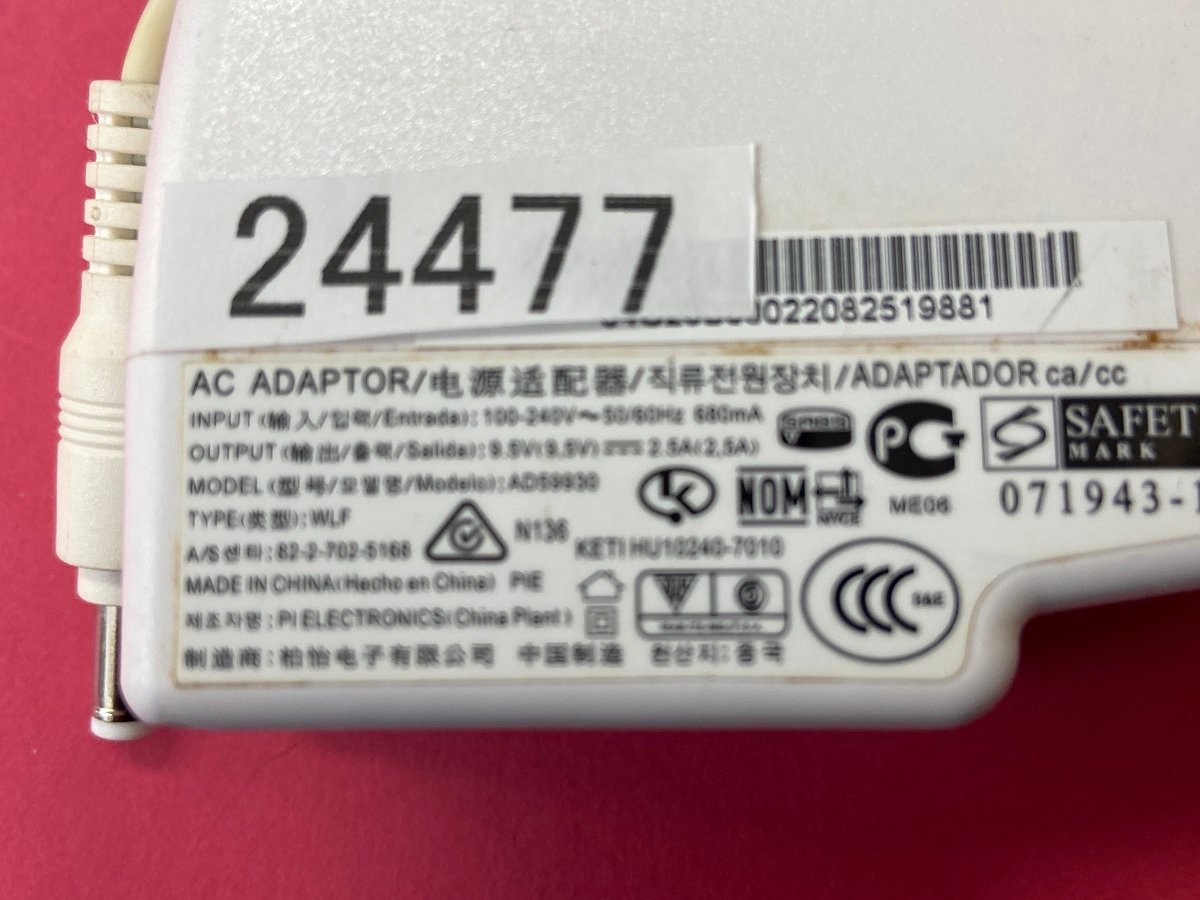 24477
022082519881
AC ADAPTOR/电源适配器/직류전원장치/ADAPTADOR ca/cc
INPUT (輸入/입력/Entrada): 100-240V～50/60Hz 680mA
OUTPUT (輸出/출력/Salida): 9.5V(9,5V)⎓2.5A(2,5A)
MODEL (型号/모델명/Modelo): AD59930
TYPE(类型): WLF
A/S센터: 82-2-702-5168
N136
KETI HU10240-7010
NOM
NYCE
ME06
SAFET
MARK
071943-1
MADE IN CHINA(Hecho en China) PIE
제조자명: PI ELECTRONICS(China Plant)
制造商: 柏怡电子有限公司 中国制造 원산지: 중국
S&E